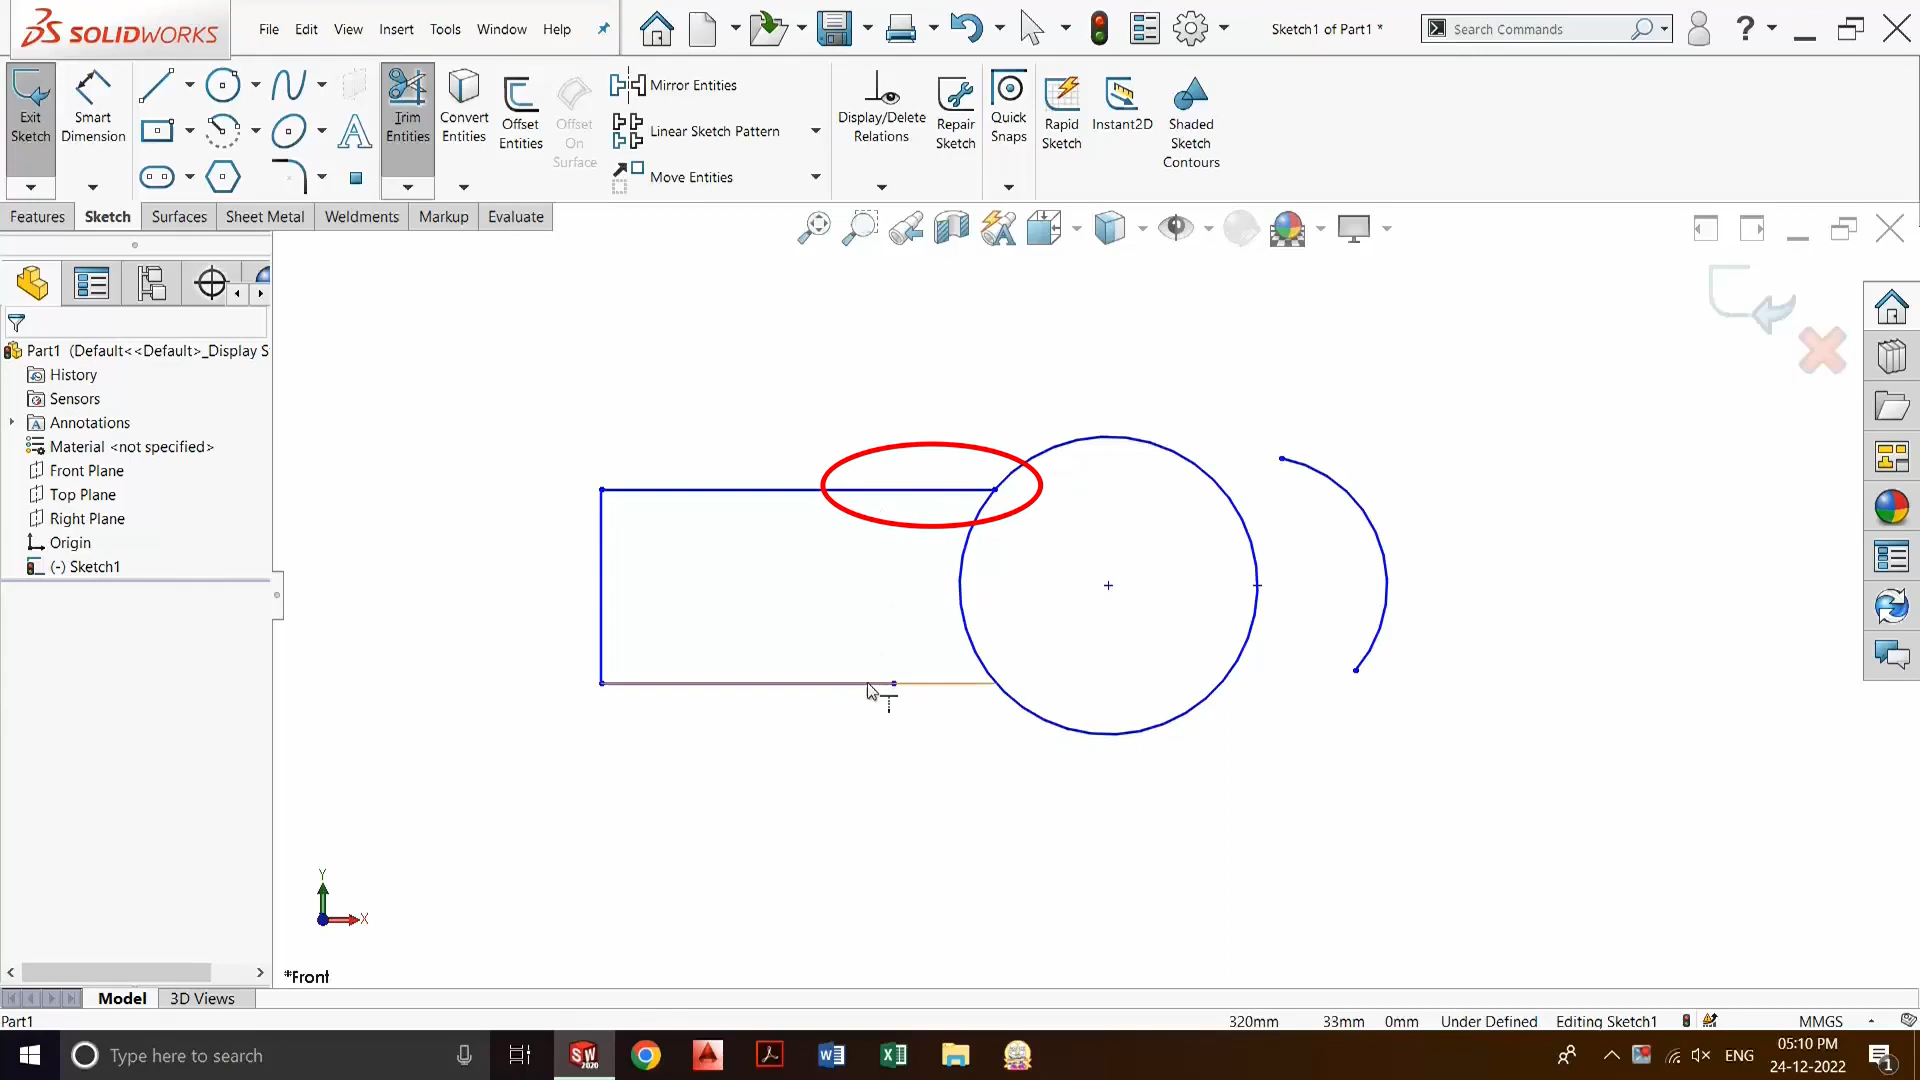 SOLIDWORKS
File Edit View Insert Tools Window Help
Sketch1 of Part1 *
Search Commands
Exit Sketch
Smart Dimension
Trim Entities
Convert Entities
Offset Entities
Offset On Surface
Mirror Entities
Linear Sketch Pattern
Move Entities
Display/Delete Relations
Repair Sketch
Quick Snaps
Rapid Sketch
Instant2D
Shaded Sketch Contours
Features Sketch Surfaces Sheet Metal Weldments Markup Evaluate
Part1 (Default<<Default>_Display S
History
Sensors
Annotations
Material <not specified>
Front Plane
Top Plane
Right Plane
Origin
(-) Sketch1
Y
X
*Front
Model 3D Views
Part1 320mm 33mm 0mm Under Defined Editing Sketch1 MMGS
Type here to search
SW 2020
ENG
05:10 PM
24-12-2022
1